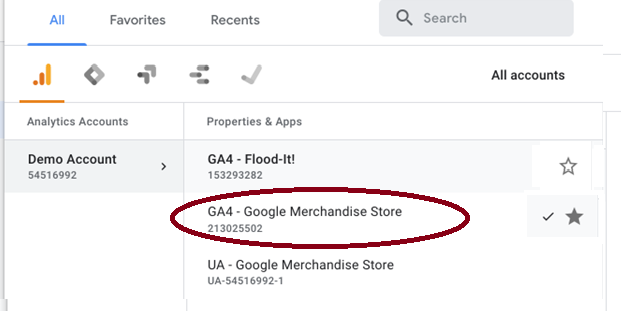 All Favorites Recents Search
All accounts
Analytics Accounts Properties & Apps
Demo Account
54516992
GA4 - Flood-It!
153293282
GA4 - Google Merchandise Store
213025502
UA - Google Merchandise Store
UA-54516992-1